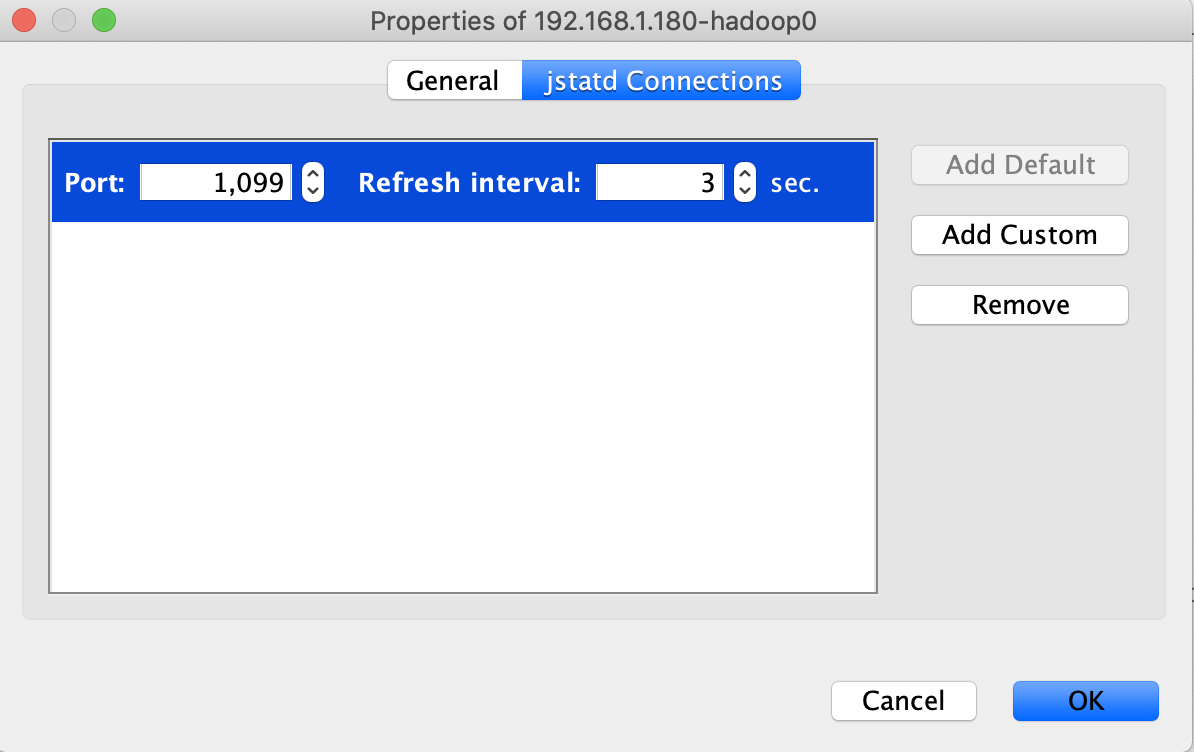 Properties of 192.168.1.180-hadoop0
General jstatd Connections
Port: 1,099 Refresh interval: 3 sec.
Add Default
Add Custom
Remove
Cancel OK